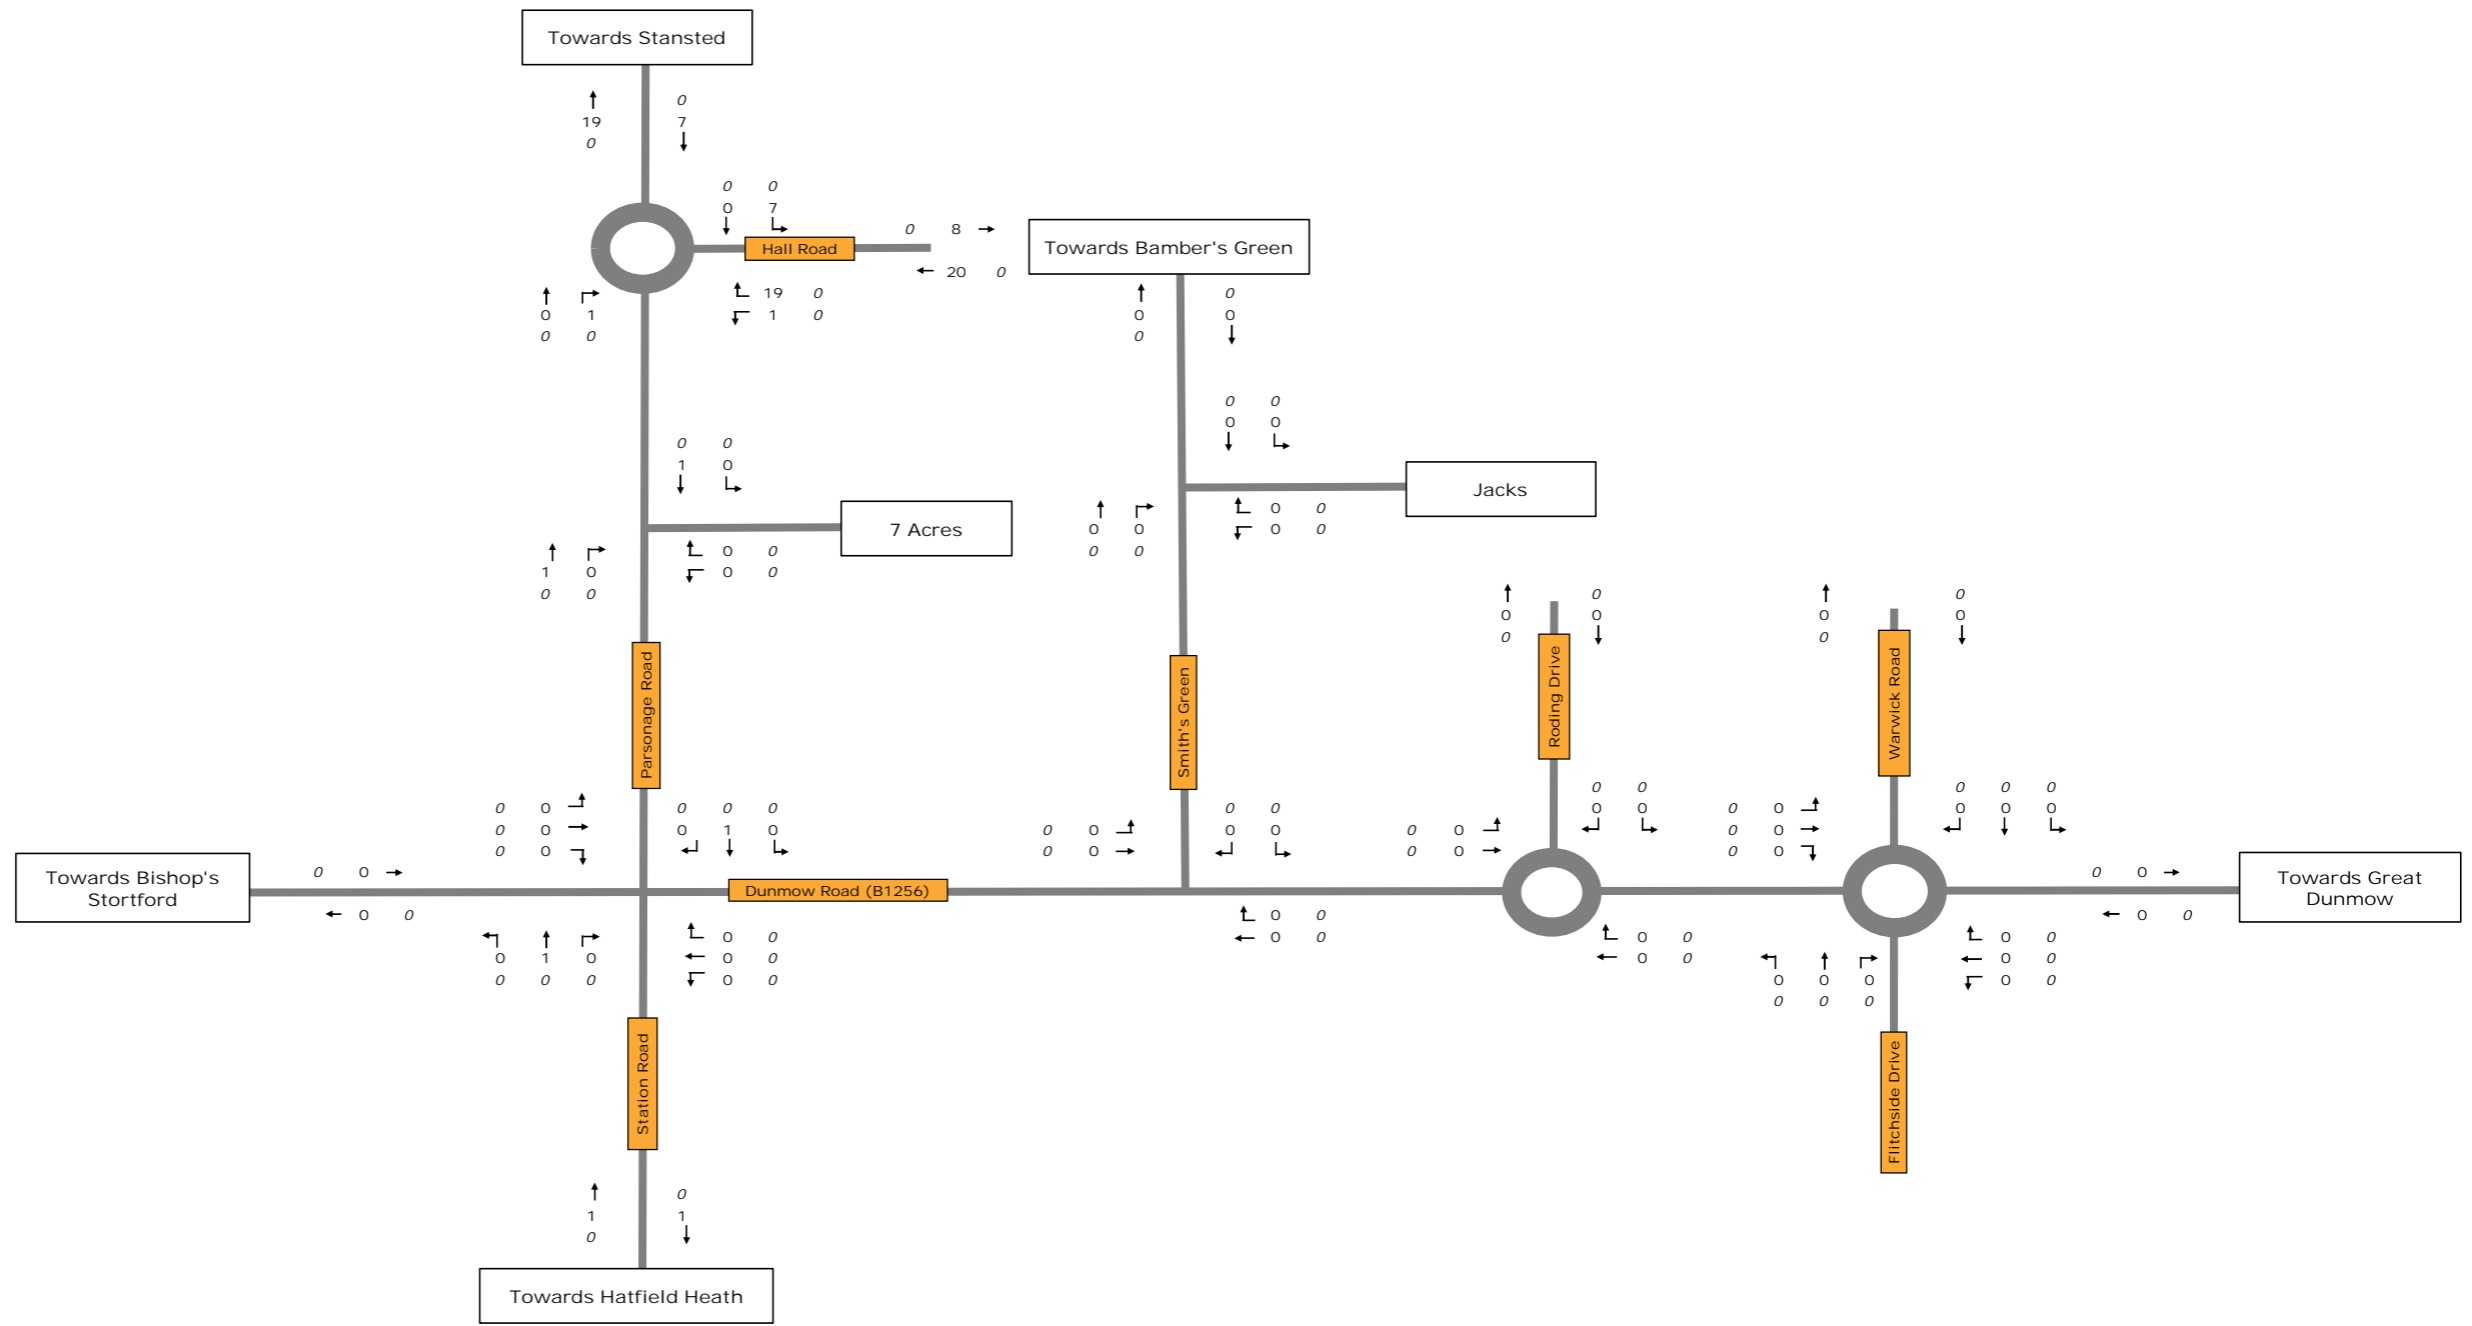 Towards Stansted
0
19 7
0
0 0
0 7
Hall Road
0 8
20 0
19 0
0 1 1 0
0 0
Towards Bamber's Green
0
0 0
0
0 0
0 0
Jacks
0 0
0 0 0 0
0 0
0 0
1 0
7 Acres
0 0
1 0 0 0
0 0
Parsonage Road
Smith's Green
0
0 0
0
Roding Drive
0
0 0
0
Warwick Road
0 0 0 0 0
0 0 0 1 0
0 0
Towards Bishop's
Stortford
0 0
0 0
Dunmow Road (B1256)
0 0 0
0 1 0 0 0
0 0 0 0 0
0 0 0 0
0 0 0 0
0 0
0 0
0 0 0 0
0 0 0 0
0 0
0 0
0 0 0 0 0
0 0 0 0 0
0 0
0 0
0 0
Towards Great
Dunmow
0 0
0 0 0 0 0
0 0 0 0 0
Station Road
Flitchside Drive
0
1 1
0
Towards Hatfield Heath